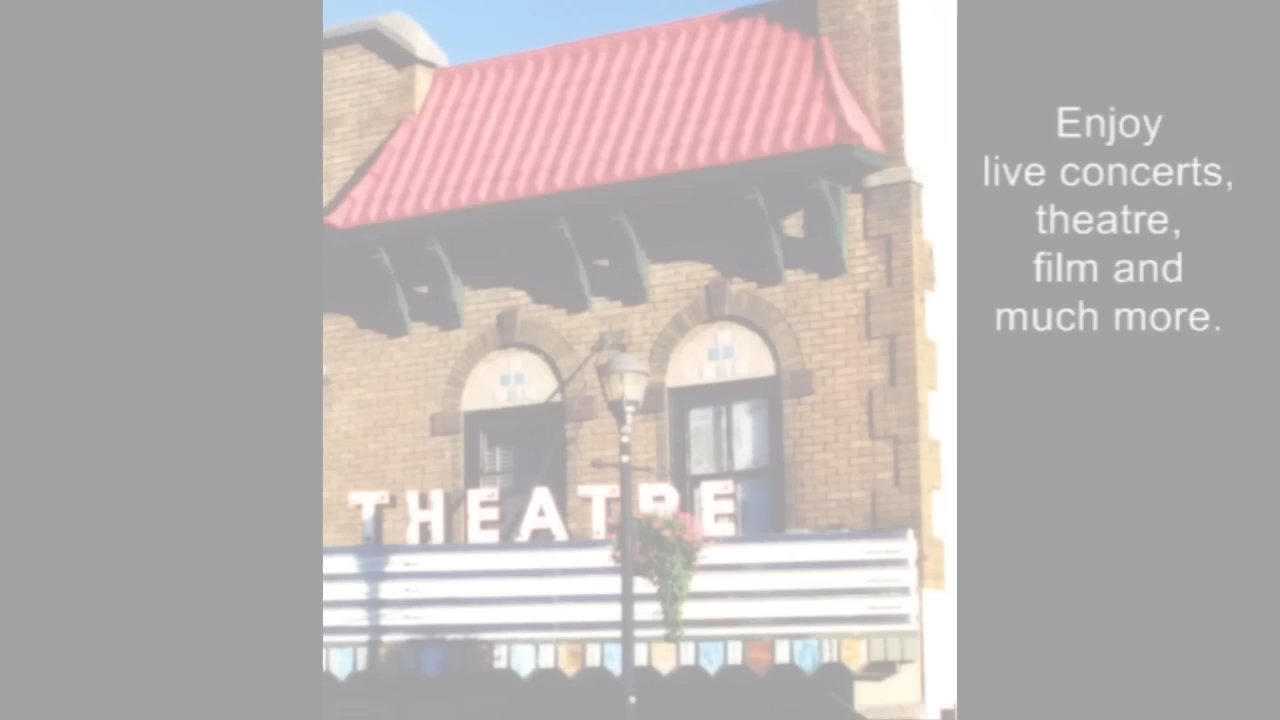 THEATRE
Enjoy
live concerts,
theatre,
film and
much more.